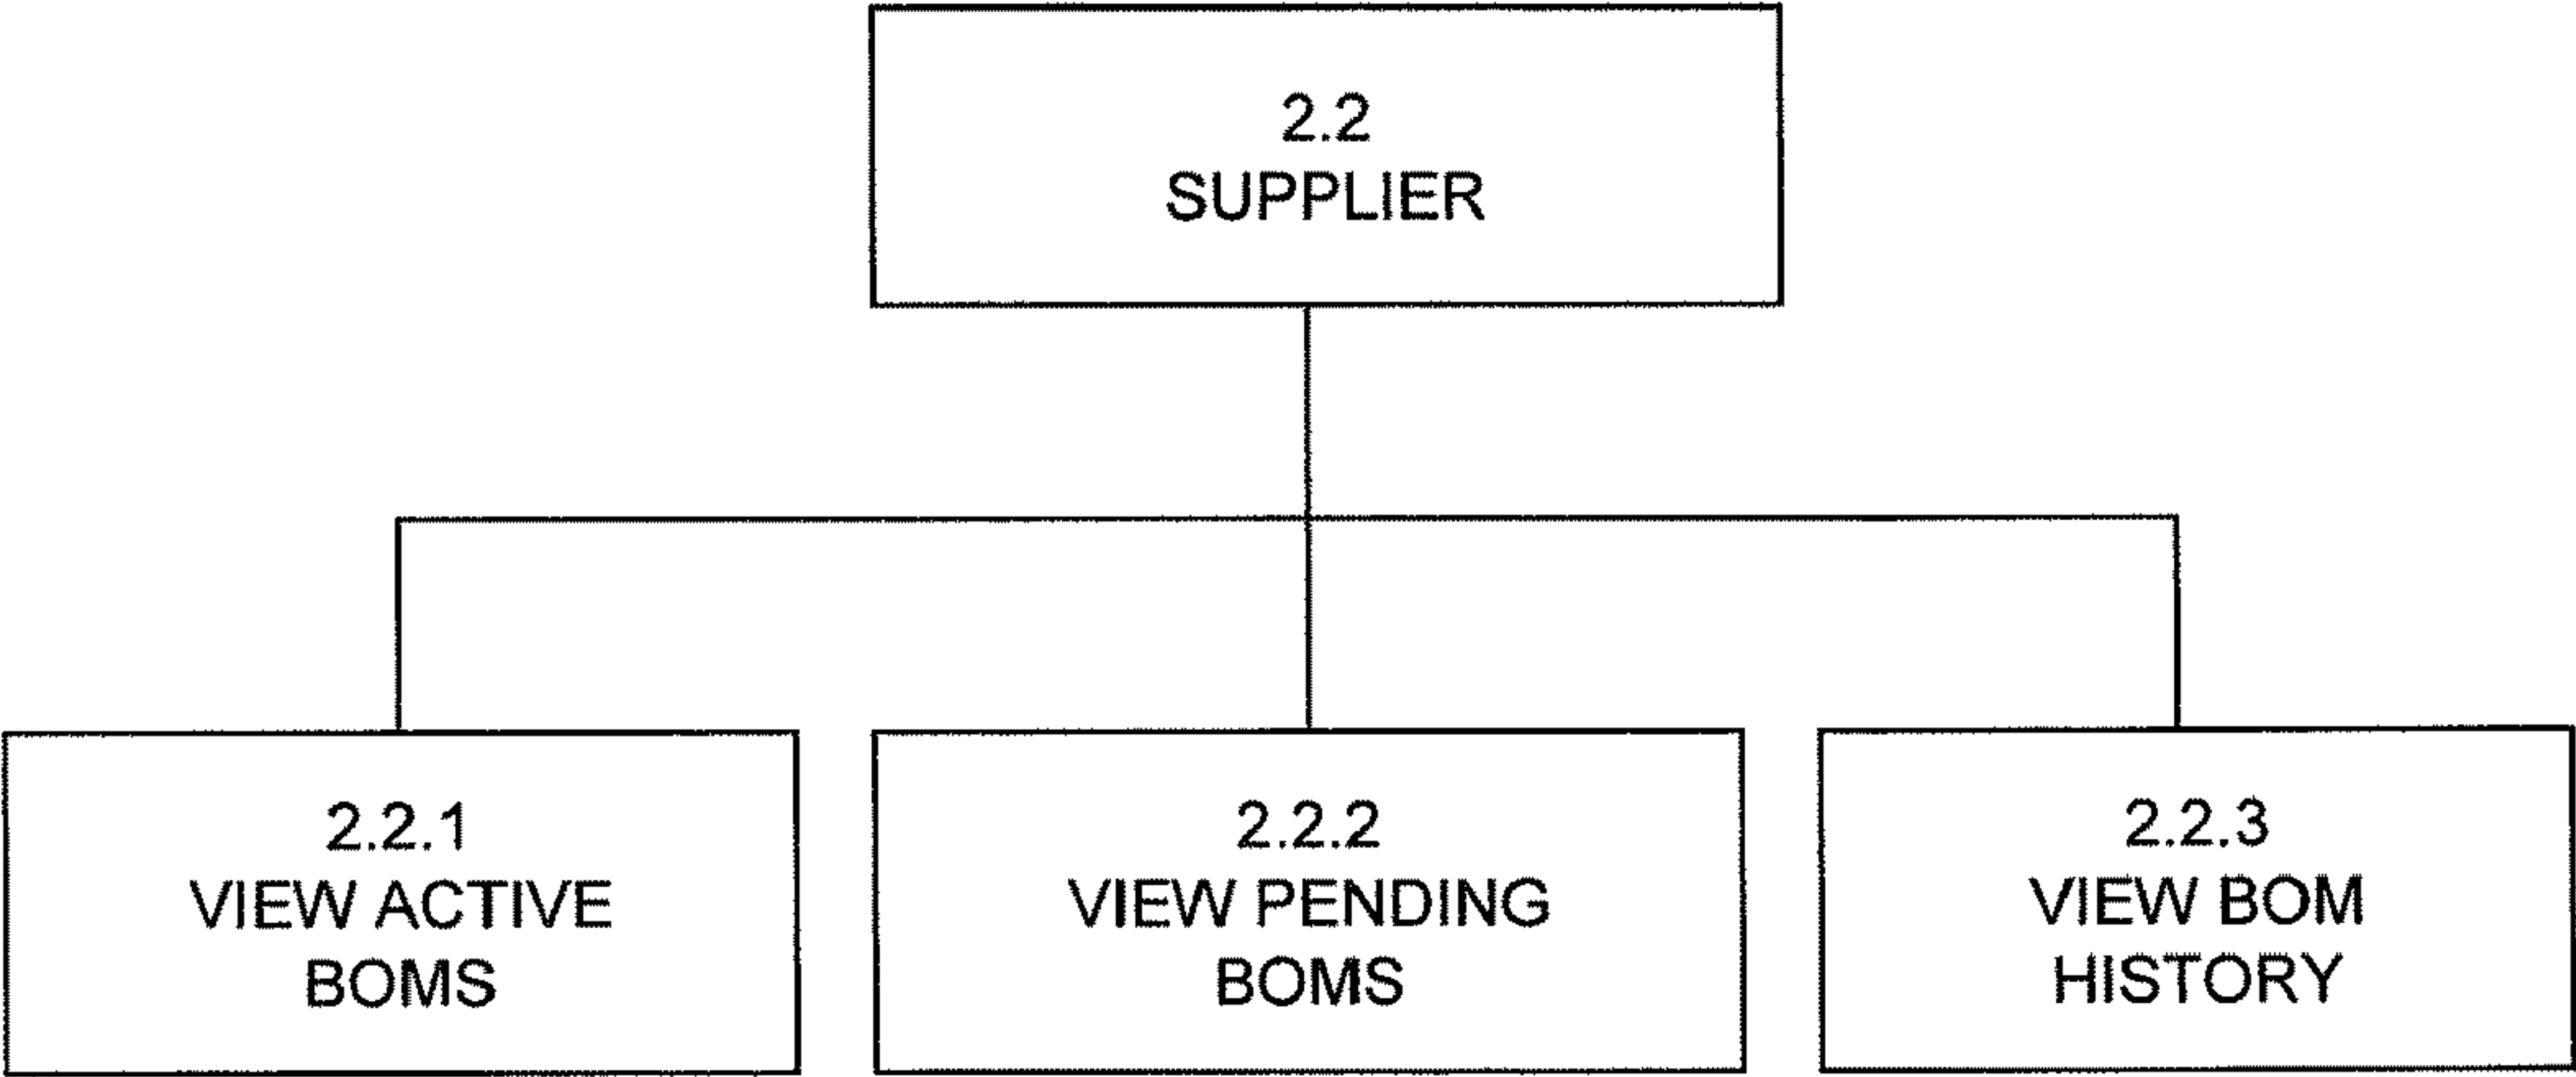 2.2
SUPPLIER
2.2.1
VIEW ACTIVE
BOMS
2.2.2
VIEW PENDING
BOMS
2.2.3
VIEW BOM
HISTORY